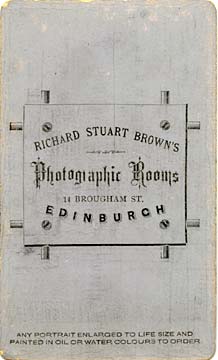 RICHARD STUART BROWN'S
Photographic Rooms
14 BROUGHAM ST.
EDINBURGH
ANY PORTRAIT ENLARGED TO LIFE SIZE AND
PAINTED IN OIL OR WATER COLOURS TO ORDER